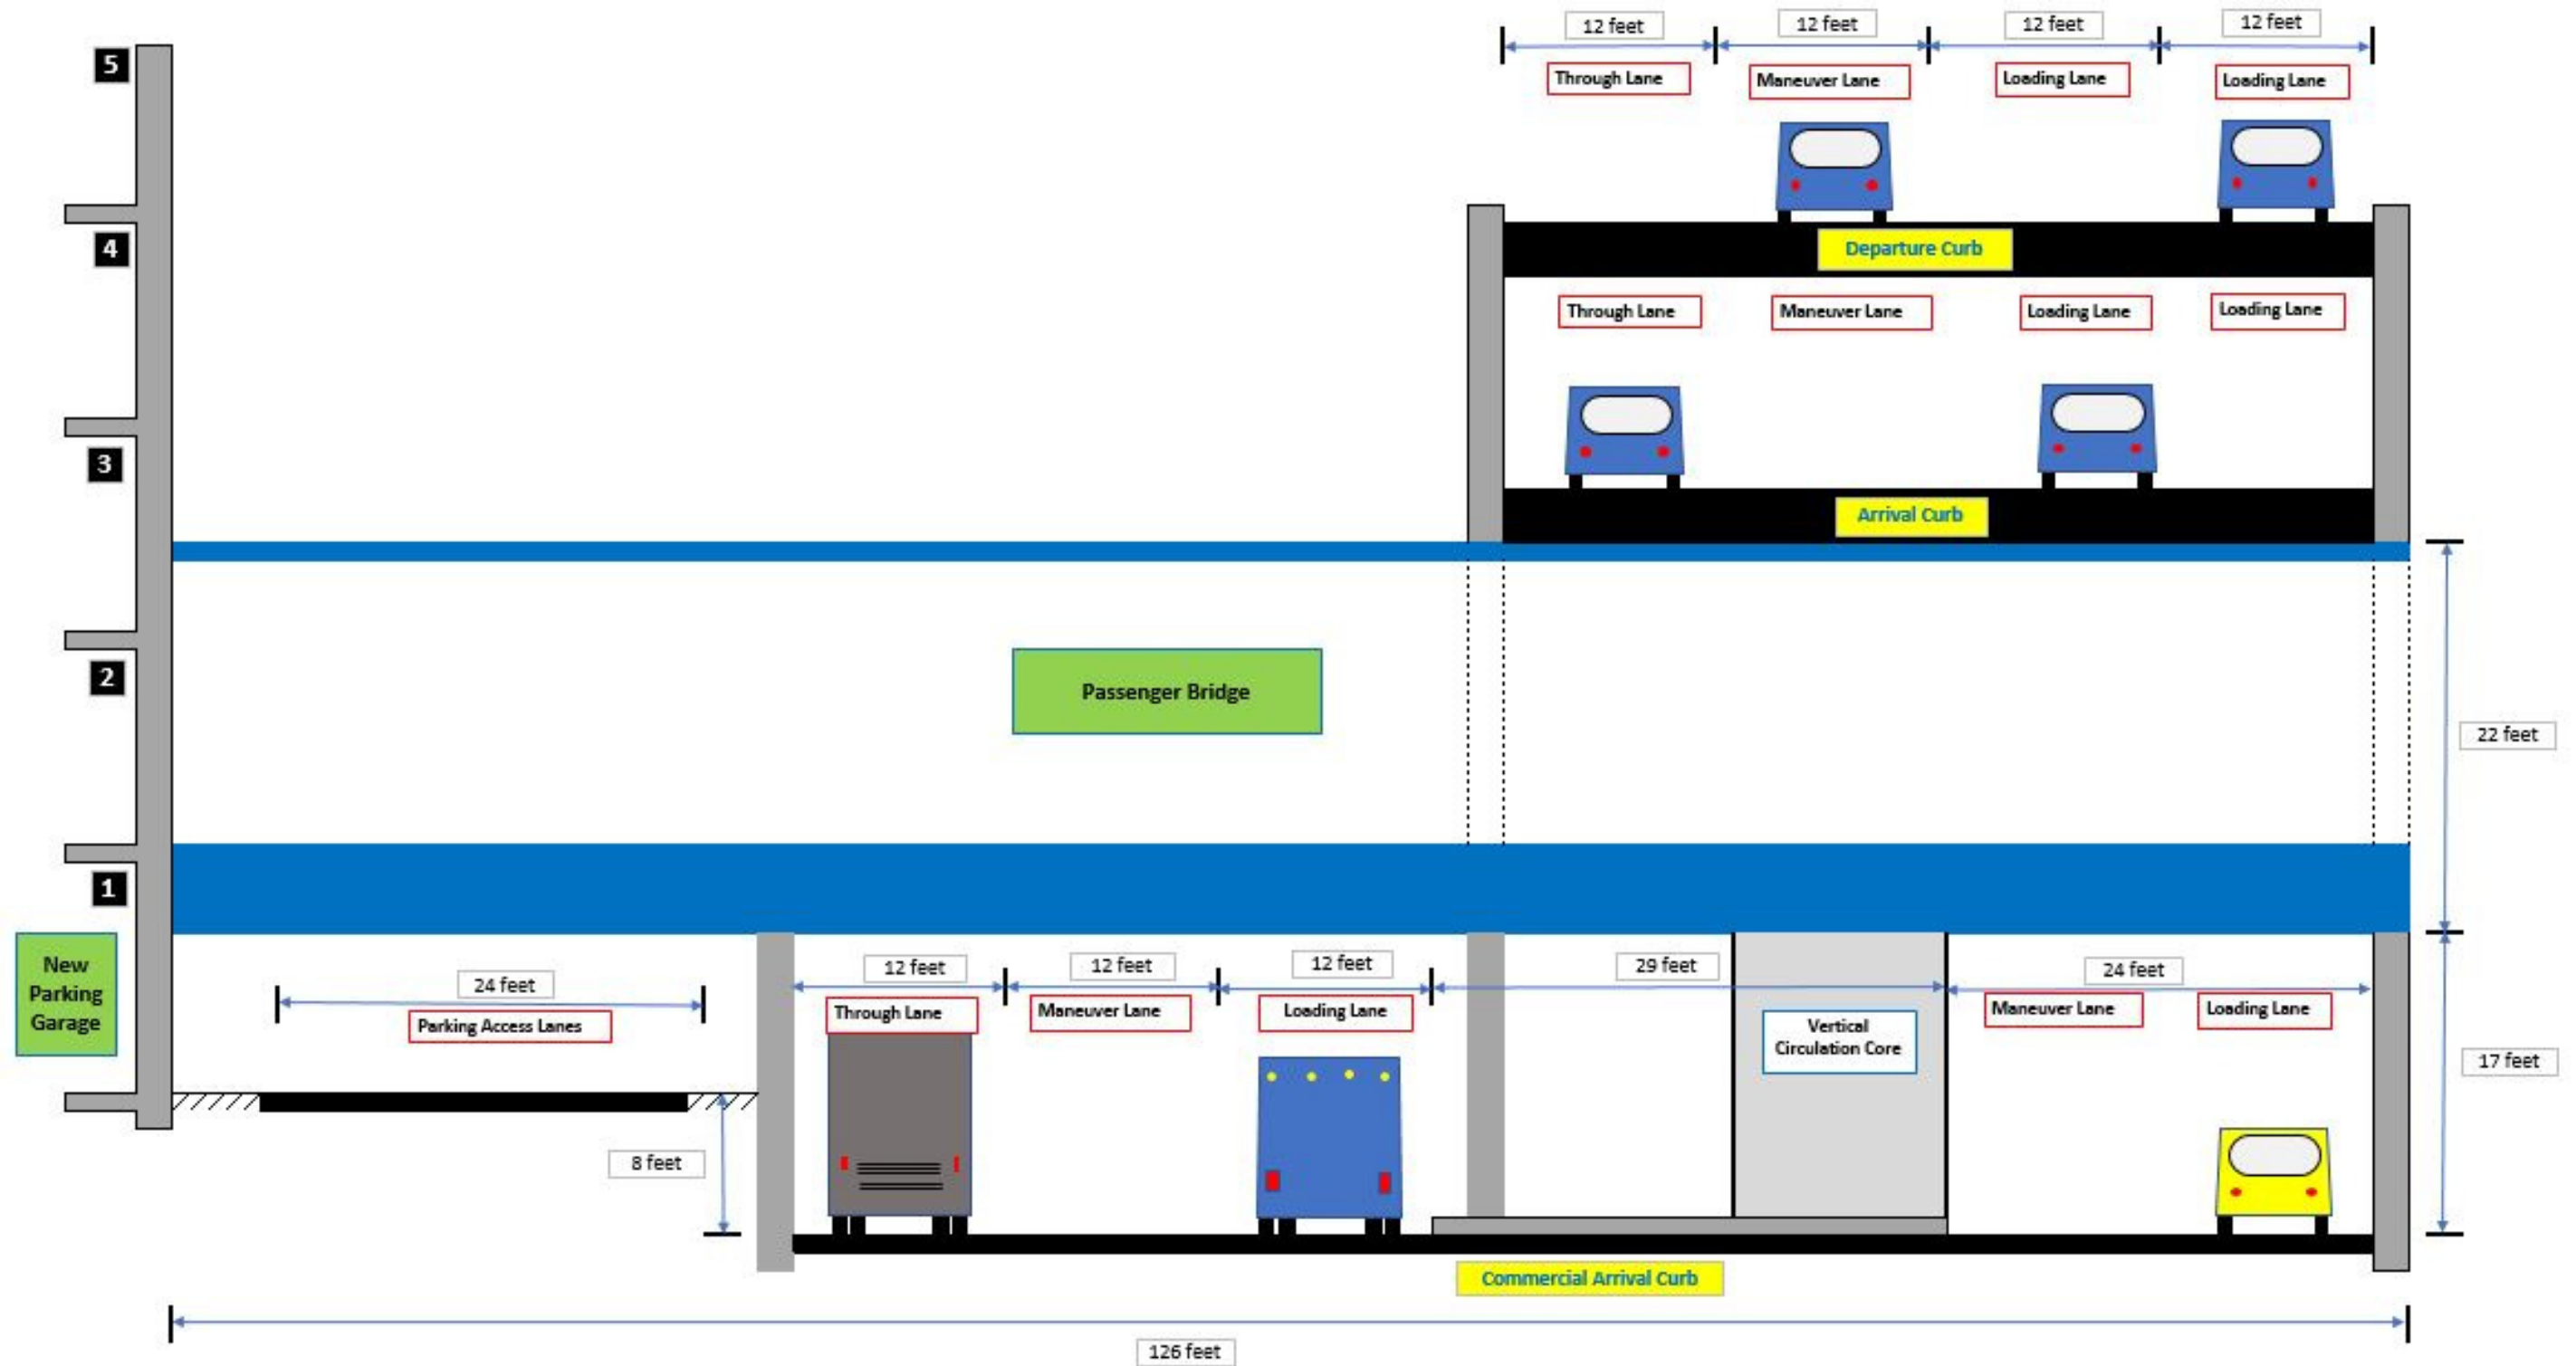 12 feet
12 feet
12 feet
12 feet
5
Through Lane
Maneuver Lane
Loading Lane
Loading Lane
4
Departure Curb
Through Lane
Maneuver Lane
Loading Lane
Loading Lane
3
Arrival Curb
2
Passenger Bridge
22 feet
1
New
Parking
Garage
24 feet
Parking Access Lanes
12 feet
12 feet
12 feet
29 feet
24 feet
Through Lane
Maneuver Lane
Loading Lane
Vertical
Circulation Core
Maneuver Lane
Loading Lane
17 feet
8 feet
Commercial Arrival Curb
126 feet